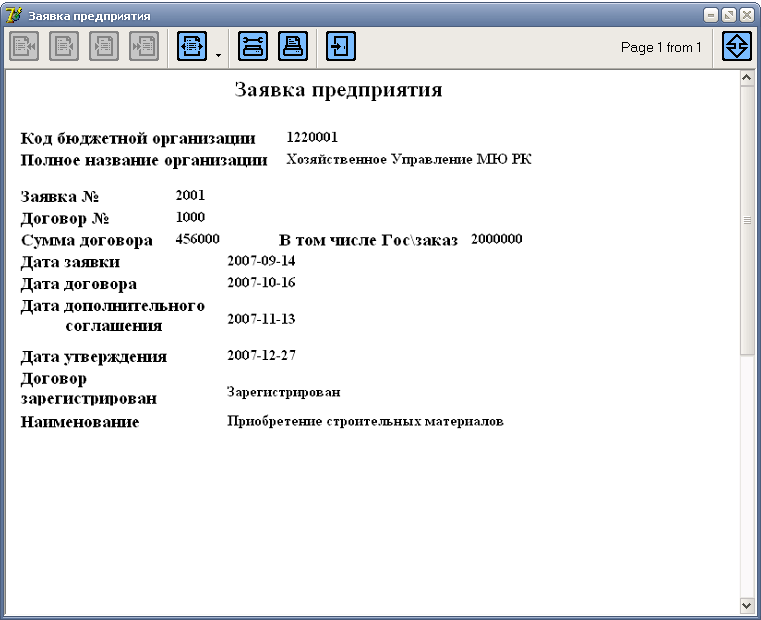 Заявка предприятия
Page 1 from 1
Заявка предприятия
Код бюджетной организации 1220001
Полное название организации Хозяйственное Управление МЮ РК
Заявка № 2001
Договор № 1000
Сумма договора 456000 В том числе Гос\заказ 2000000
Дата заявки 2007-09-14
Дата договора 2007-10-16
Дата дополнительного
соглашения 2007-11-13
Дата утверждения 2007-12-27
Договор
зарегистрирован Зарегистрирован
Наименование Приобретение строительных материалов